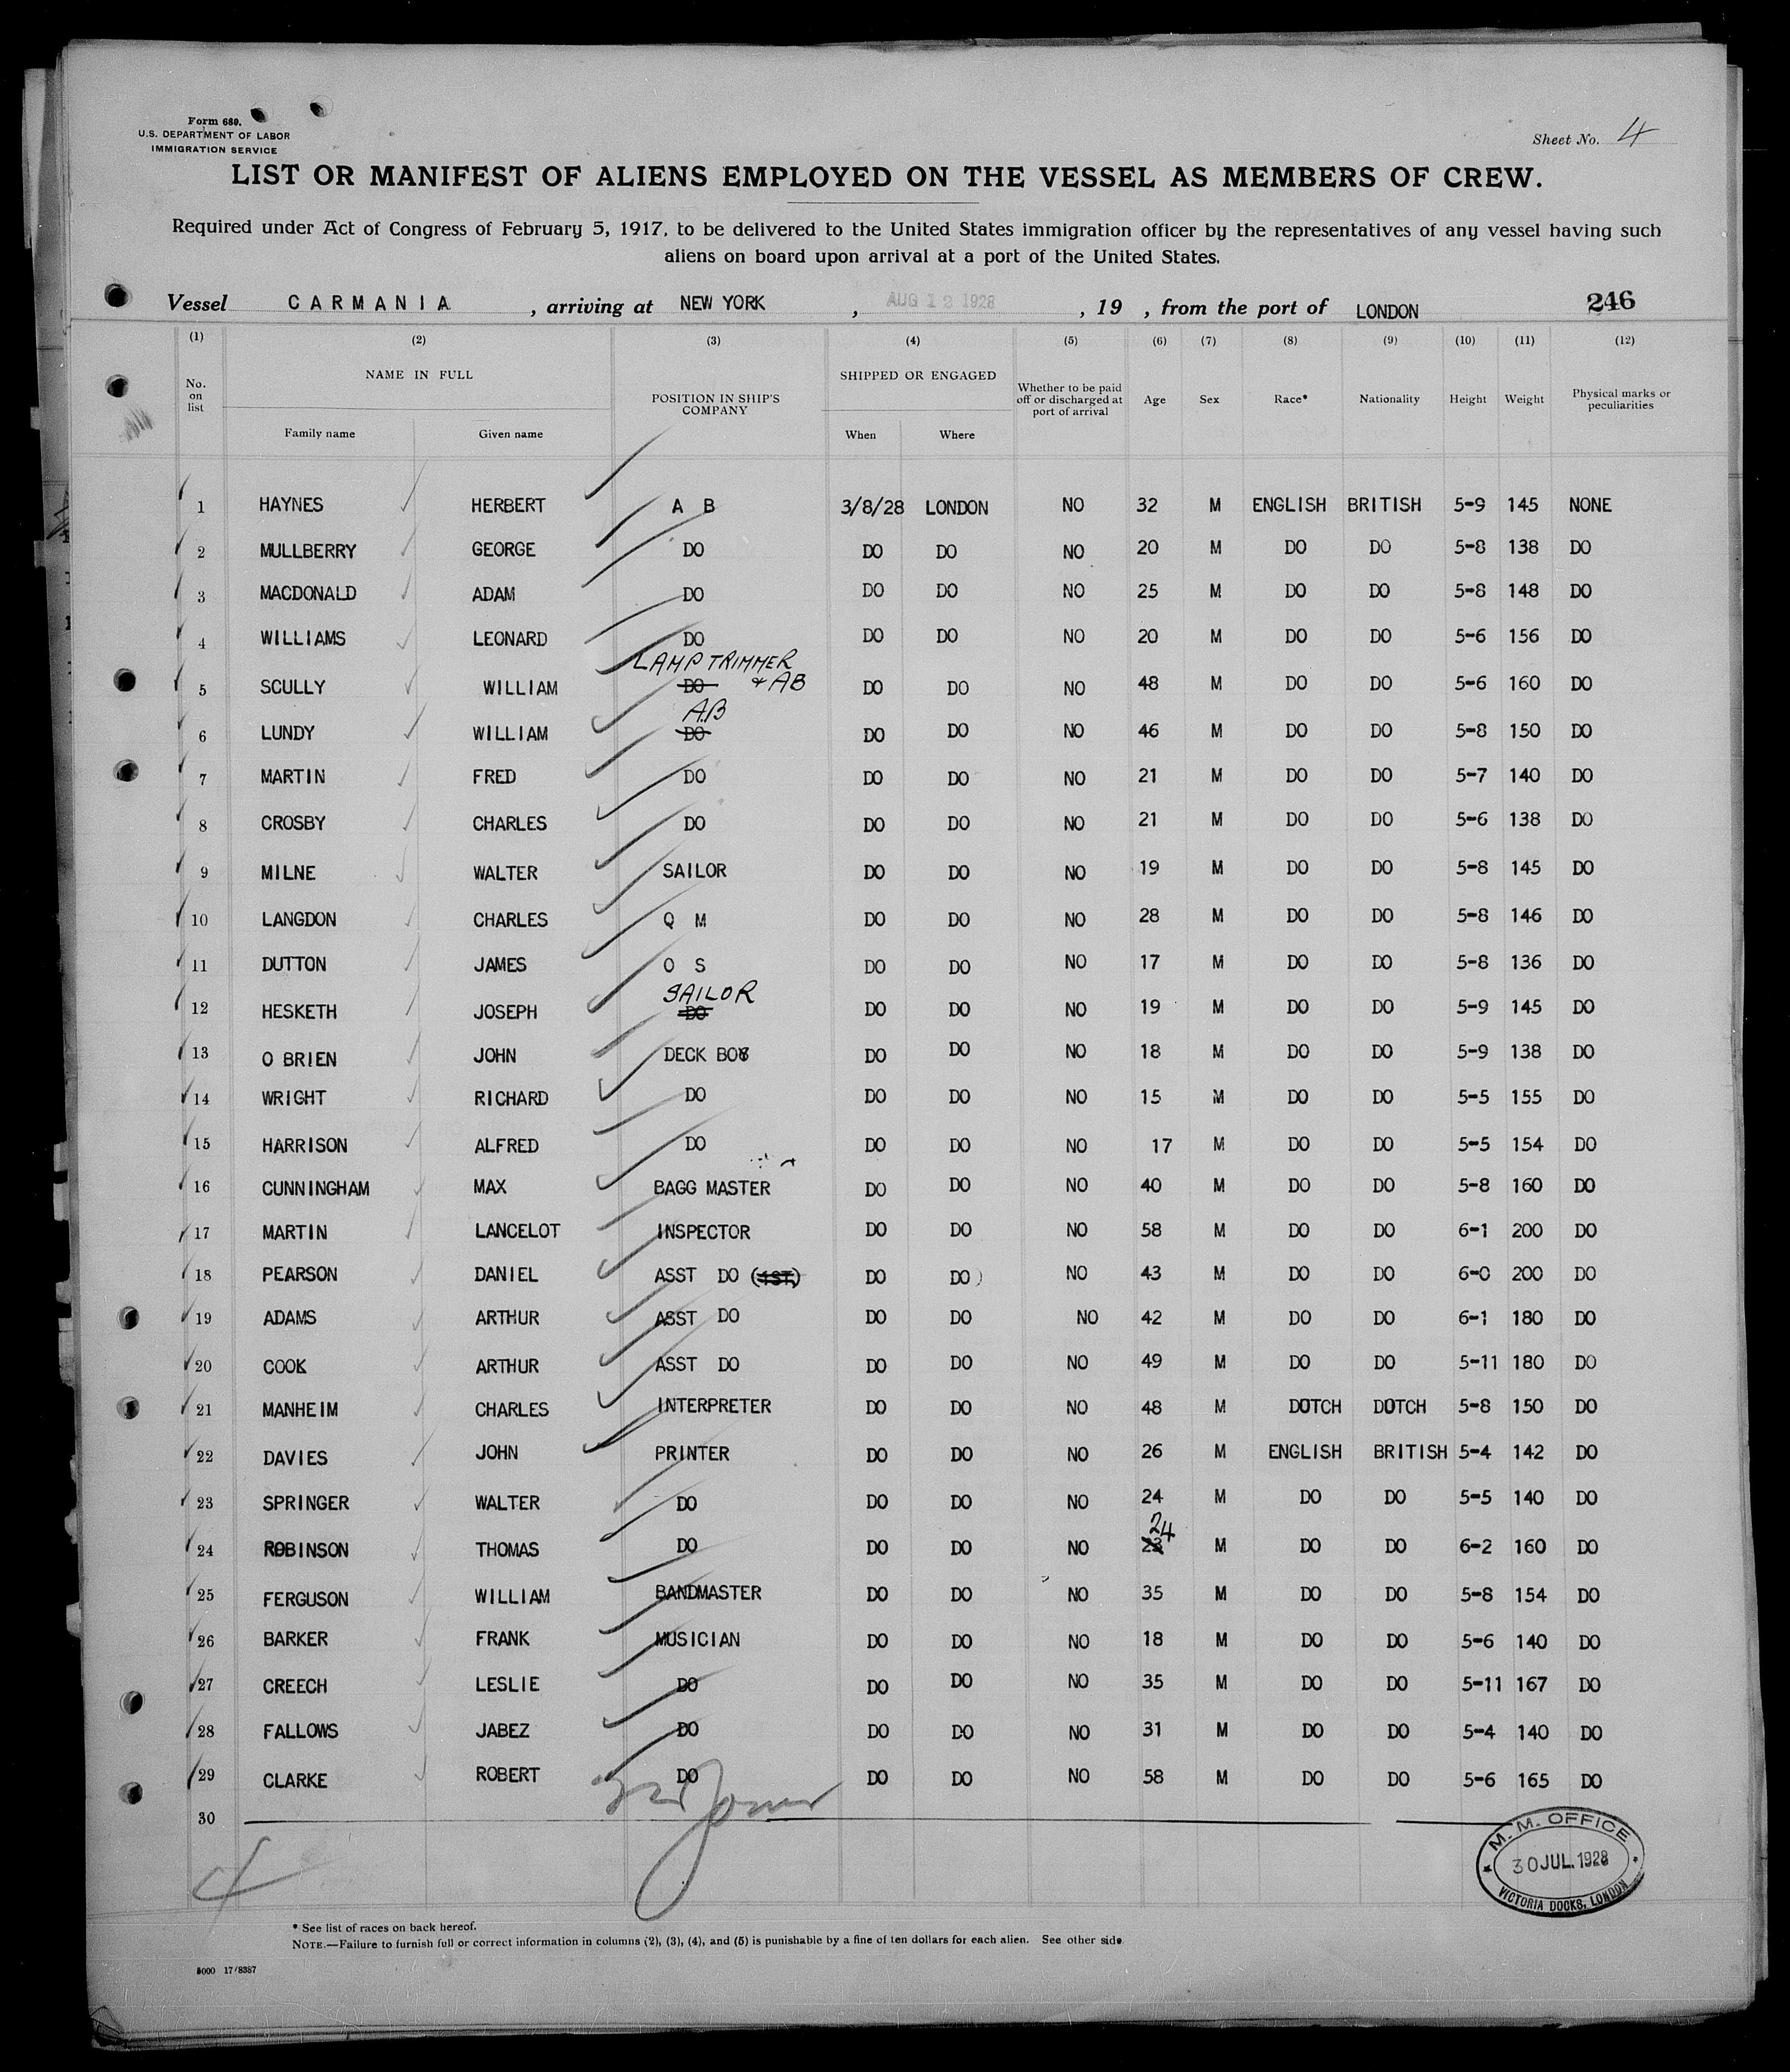 Form 680.
U.S. DEPARTMENT OF LABOR
IMMIGRATION SERVICE
Sheet No. 4
LIST OR MANIFEST OF ALIENS EMPLOYED ON THE VESSEL AS MEMBERS OF CREW.
Required under Act of Congress of February 5, 1917, to be delivered to the United States immigration officer by the representatives of any vessel having such
aliens on board upon arrival at a port of the United States.
Vessel CARMANIA, arriving at NEW YORK, AUG 12 1928, 19 , from the port of LONDON 246
(1) (2) (3) (4) (5) (6) (7) (8) (9) (10) (11) (12)
No. on list NAME IN FULL Family name Given name POSITION IN SHIP'S COMPANY SHIPPED OR ENGAGED When Where Whether to be paid off or discharged at port of arrival Age Sex Race* Nationality Height Weight Physical marks or peculiarities
1 HAYNES HERBERT A B 3/8/28 LONDON NO 32 M ENGLISH BRITISH 5-9 145 NONE
2 MULLBERRY GEORGE DO DO DO NO 20 M DO DO 5-8 138 DO
3 MACDONALD ADAM DO DO DO NO 25 M DO DO 5-8 148 DO
4 WILLIAMS LEONARD DO DO DO NO 20 M DO DO 5-6 156 DO
LAMP TRIMMER
5 SCULLY WILLIAM DO & AB DO DO NO 48 M DO DO 5-6 160 DO
AB
6 LUNDY WILLIAM DO DO DO NO 46 M DO DO 5-8 150 DO
7 MARTIN FRED DO DO DO NO 21 M DO DO 5-7 140 DO
8 CROSBY CHARLES DO DO DO NO 21 M DO DO 5-6 138 DO
9 MILNE WALTER SAILOR DO DO NO 19 M DO DO 5-8 145 DO
10 LANGDON CHARLES Q M DO DO NO 28 M DO DO 5-8 146 DO
11 DUTTON JAMES O S DO DO NO 17 M DO DO 5-8 136 DO
SAILOR
12 HESKETH JOSEPH DO DO DO NO 19 M DO DO 5-9 145 DO
13 O BRIEN JOHN DECK BOY DO DO NO 18 M DO DO 5-9 138 DO
14 WRIGHT RICHARD DO DO DO NO 15 M DO DO 5-5 155 DO
15 HARRISON ALFRED DO DO DO NO 17 M DO DO 5-5 154 DO
16 CUNNINGHAM MAX BAGG MASTER DO DO NO 40 M DO DO 5-8 160 DO
17 MARTIN LANCELOT INSPECTOR DO DO NO 58 M DO DO 6-1 200 DO
18 PEARSON DANIEL ASST DO (1ST) DO DO) NO 43 M DO DO 6-0 200 DO
19 ADAMS ARTHUR ASST DO DO DO NO 42 M DO DO 6-1 180 DO
20 COOK ARTHUR ASST DO DO DO NO 49 M DO DO 5-11 180 DO
21 MANHEIM CHARLES INTERPRETER DO DO NO 48 M DUTCH DUTCH 5-8 150 DO
22 DAVIES JOHN PRINTER DO DO NO 26 M ENGLISH BRITISH 5-4 142 DO
23 SPRINGER WALTER DO DO DO NO 24 M DO DO 5-5 140 DO
24
24 ROBINSON THOMAS DO DO DO NO 23 M DO DO 6-2 160 DO
25 FERGUSON WILLIAM BANDMASTER DO DO NO 35 M DO DO 5-8 154 DO
26 BARKER FRANK MUSICIAN DO DO NO 18 M DO DO 5-6 140 DO
27 CREECH LESLIE DO DO DO NO 35 M DO DO 5-11 167 DO
28 FALLOWS JABEZ DO DO DO NO 31 M DO DO 5-4 140 DO
29 CLARKE ROBERT DO DO DO NO 58 M DO DO 5-6 165 DO
30
4
M. M. OFFICE
30 JUL. 1928
VICTORIA DOCKS, LONDON
* See list of races on back hereof.
NOTE.—Failure to furnish full or correct information in columns (2), (3), (4), and (5) is punishable by a fine of ten dollars for each alien. See other side.
5000 17/8387